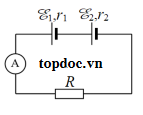 ℰ₁,r₁ ℰ₂,r₂
A
topdoc.vn
R